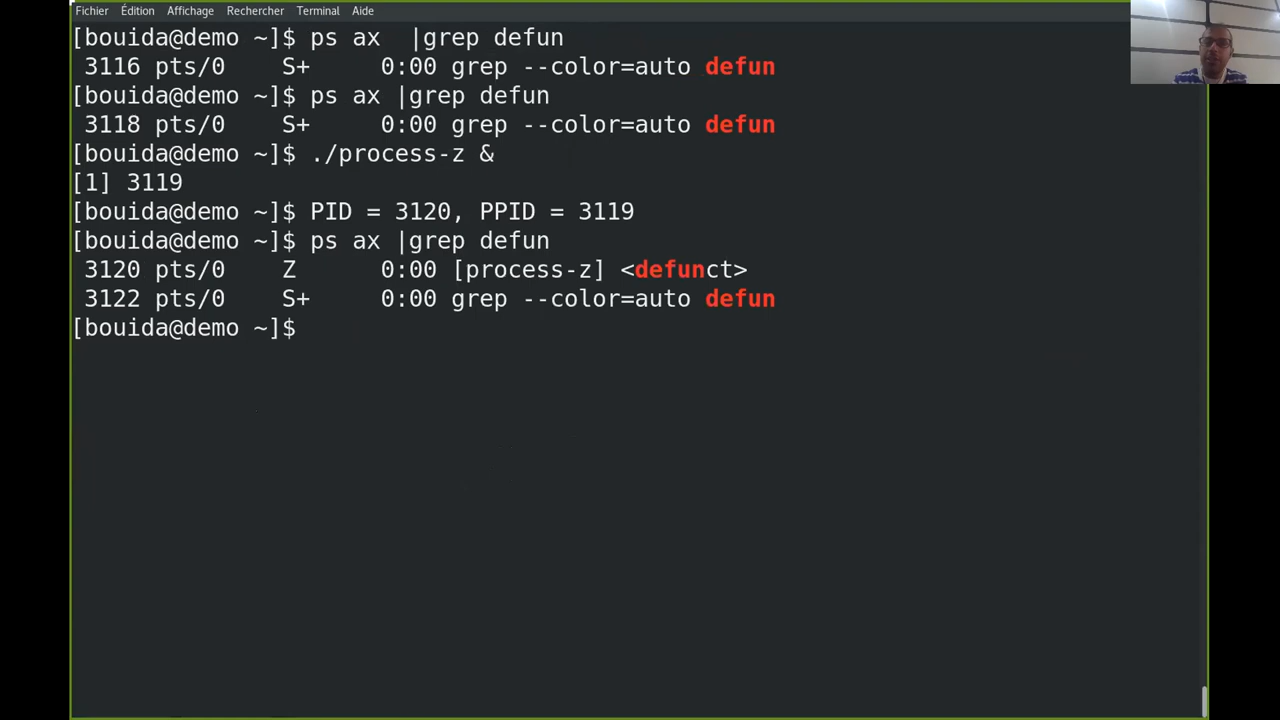 Fichier Édition Affichage Rechercher Terminal Aide
[bouida@demo ~]$ ps ax  |grep defun
 3116 pts/0    S+     0:00 grep --color=auto defun
[bouida@demo ~]$ ps ax |grep defun
 3118 pts/0    S+     0:00 grep --color=auto defun
[bouida@demo ~]$ ./process-z &
[1] 3119
[bouida@demo ~]$ PID = 3120, PPID = 3119
[bouida@demo ~]$ ps ax |grep defun
 3120 pts/0    Z      0:00 [process-z] <defunct>
 3122 pts/0    S+     0:00 grep --color=auto defun
[bouida@demo ~]$